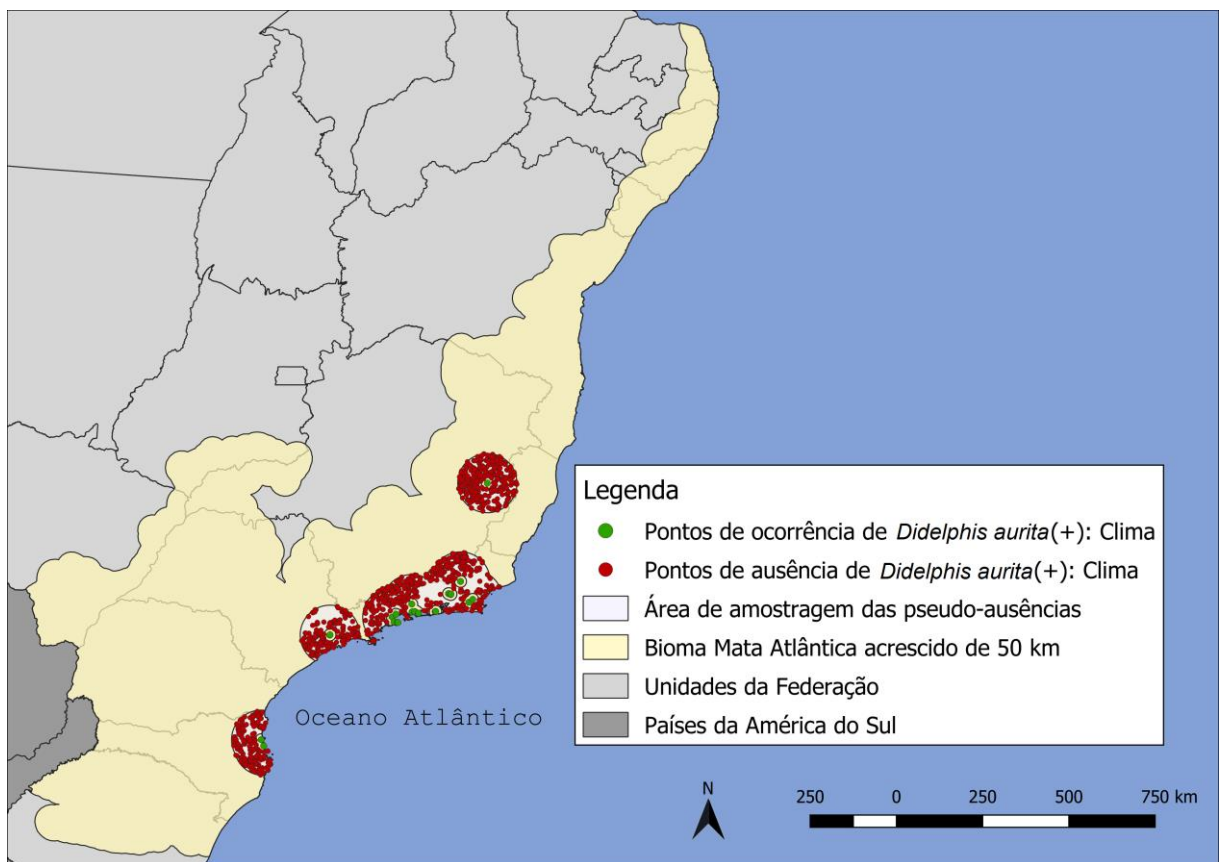 Legenda
Pontos de ocorrência de Didelphis aurita(+): Clima
Pontos de ausência de Didelphis aurita(+): Clima
Área de amostragem das pseudo-ausências
Bioma Mata Atlântica acrescido de 50 km
Unidades da Federação
Países da América do Sul
Oceano Atlântico
N
250 0 250 500 750 km